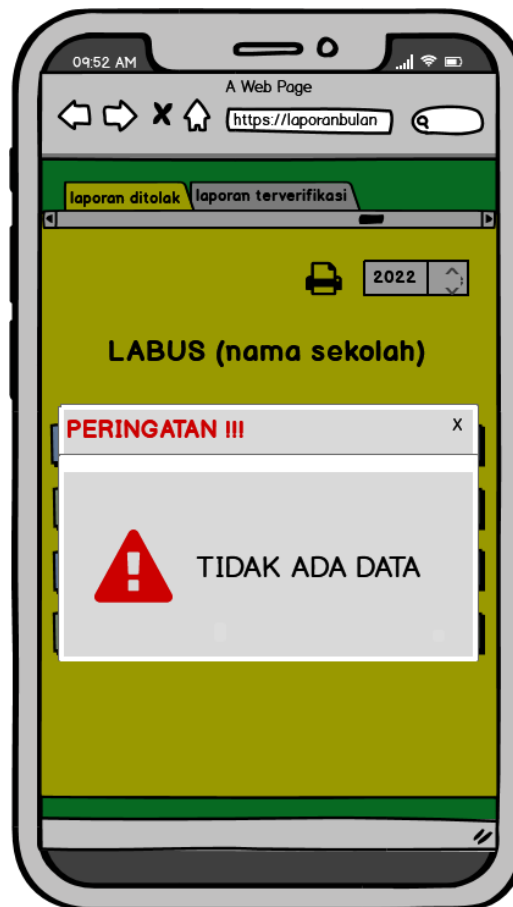 09:52 AM
A Web Page
https://laporanbulan
laporan ditolak
laporan terverifikasi
2022
LABUS (nama sekolah)
PERINGATAN !!!
X
TIDAK ADA DATA